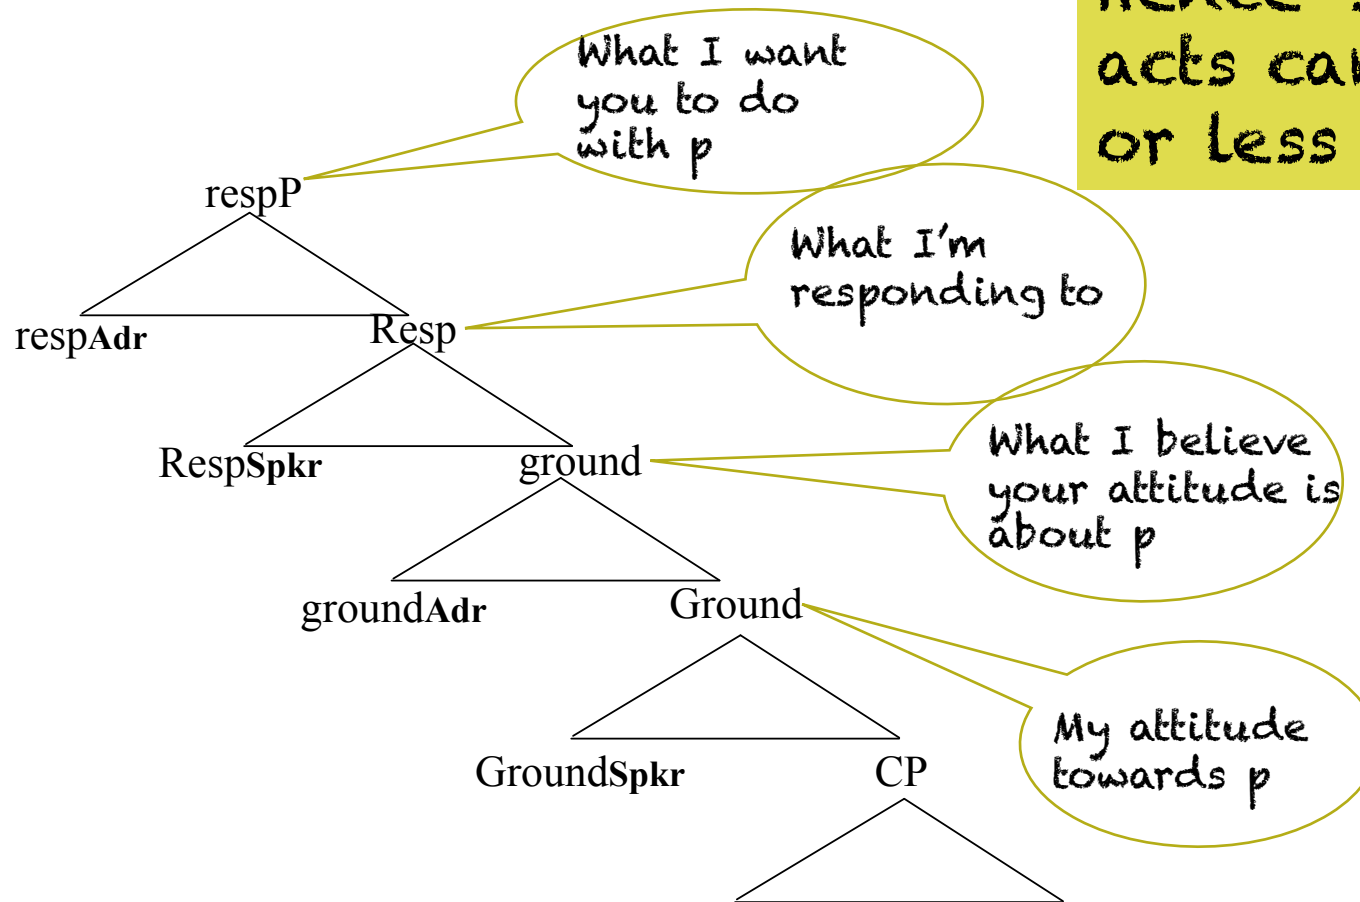 Hence
acts
or less
What I want
you to do
with p
respP
What I'm
responding to
respAdr
Resp
What I believe
your attitude is
about p
RespSpkr
ground
groundAdr
Ground
My attitude
towards p
GroundSpkr
CP